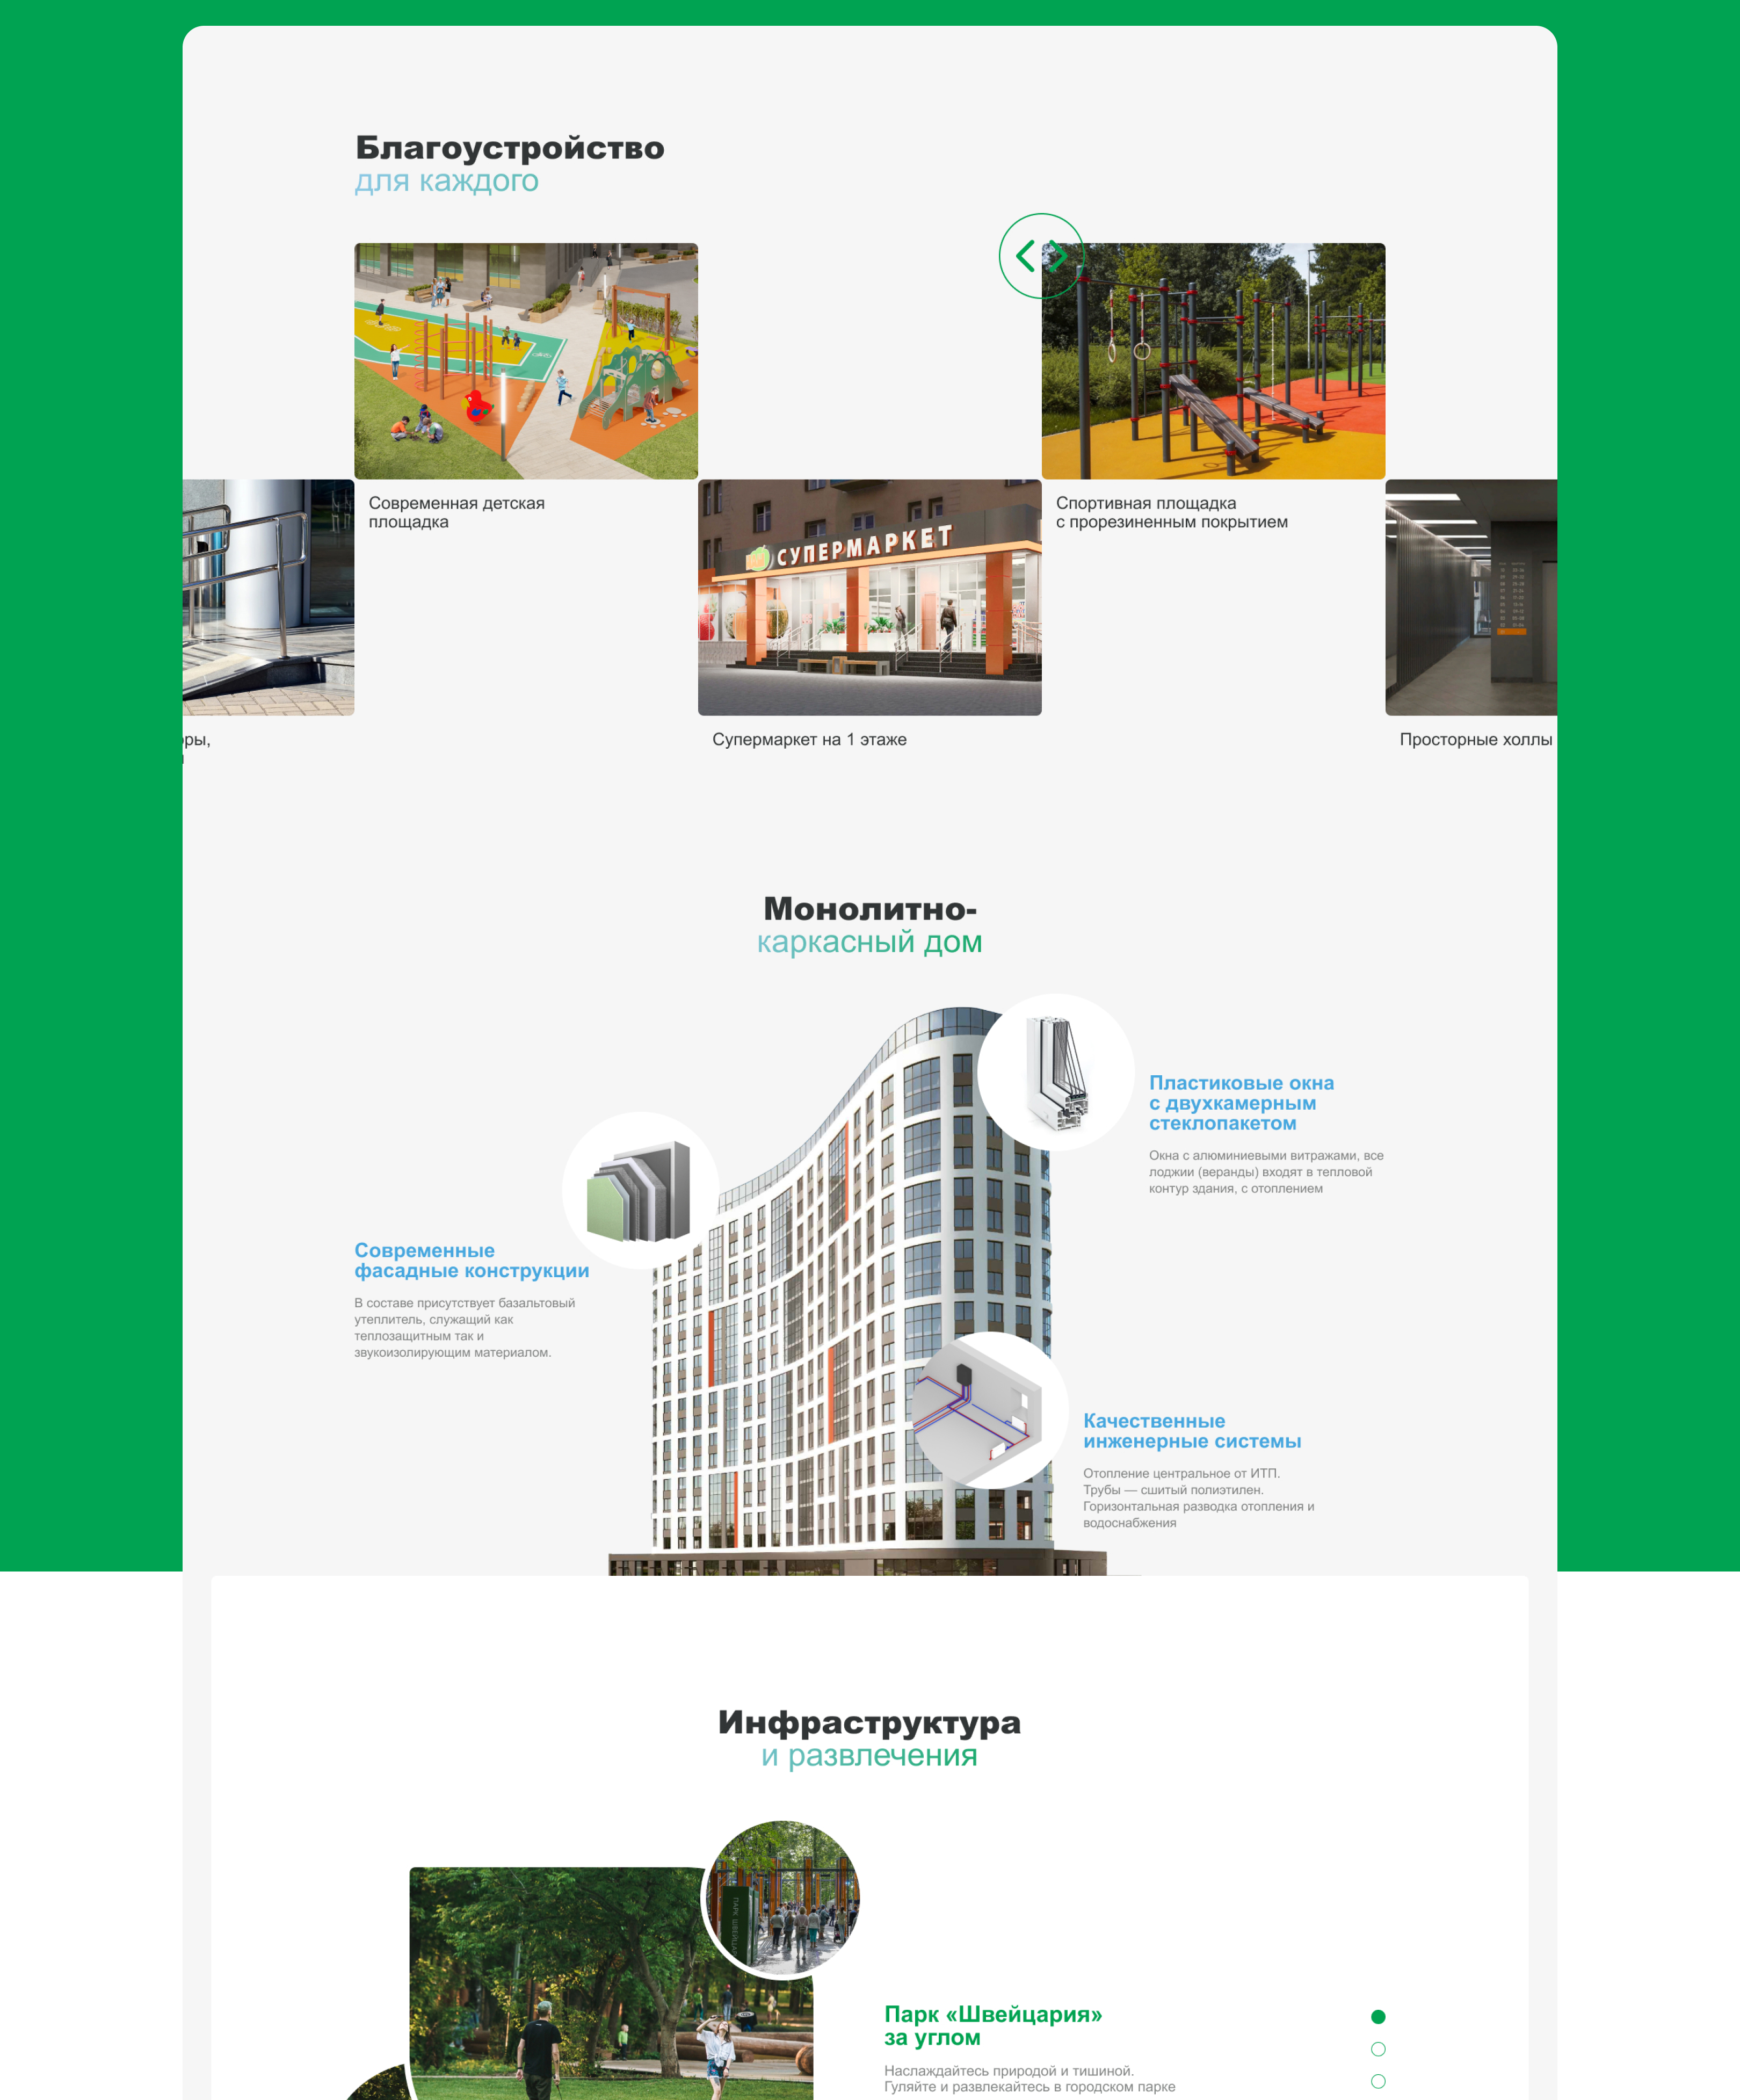 Благоустройство
для каждого
Современная детская
площадка
Спортивная площадка
с прорезиненным покрытием
СУПЕРМАРКЕТ
Супермаркет на 1 этаже
Просторные холлы
Монолитно-
каркасный дом
Пластиковые окна
с двухкамерным
стеклопакетом
Окна с алюминиевыми витражами, все
лоджии (веранды) входят в тепловой
контур здания, с отоплением
Современные
фасадные конструкции
В составе присутствует базальтовый
утеплитель, служащий как
теплозащитным так и
звукоизолирующим материалом.
Качественные
инженерные системы
Отопление центральное от ИТП.
Трубы — сшитый полиэтилен.
Горизонтальная разводка отопления и
водоснабжения
Инфраструктура
и развлечения
Парк «Швейцария»
за углом
Наслаждайтесь природой и тишиной.
Гуляйте и развлекайтесь в городском парке